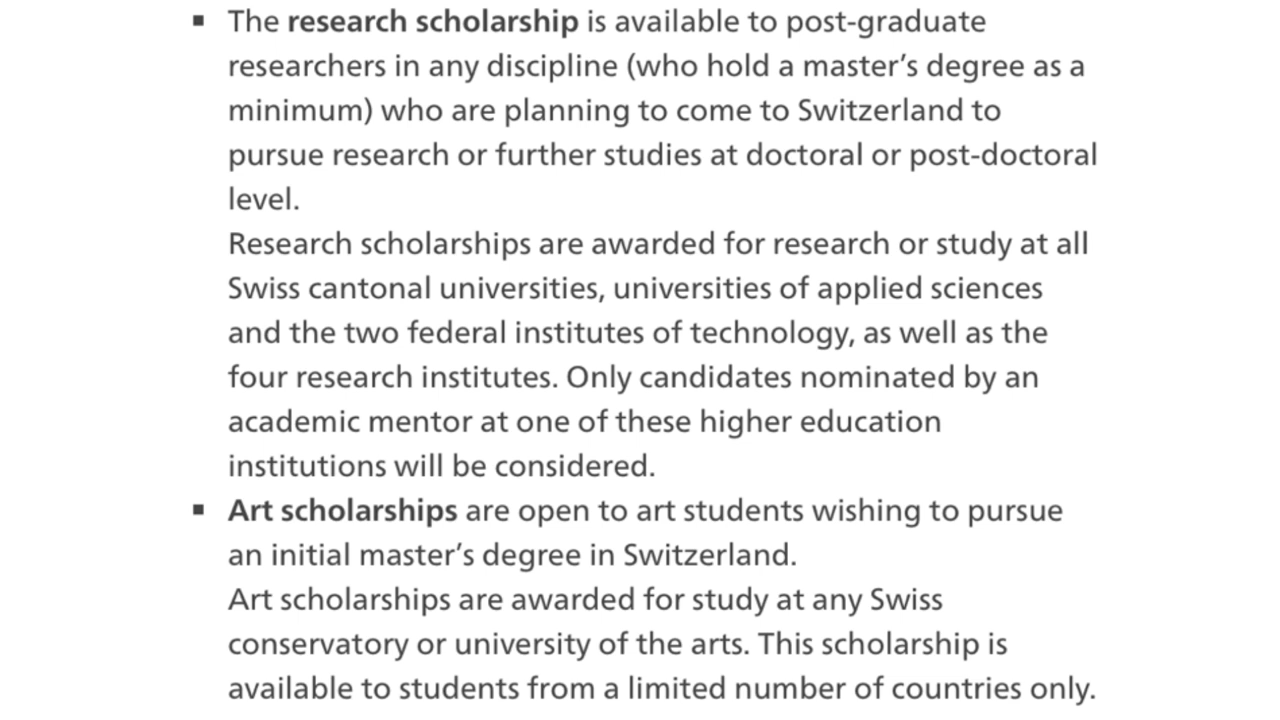 ▪ The research scholarship is available to post-graduate
researchers in any discipline (who hold a master’s degree as a
minimum) who are planning to come to Switzerland to
pursue research or further studies at doctoral or post-doctoral
level.
Research scholarships are awarded for research or study at all
Swiss cantonal universities, universities of applied sciences
and the two federal institutes of technology, as well as the
four research institutes. Only candidates nominated by an
academic mentor at one of these higher education
institutions will be considered.
▪ Art scholarships are open to art students wishing to pursue
an initial master’s degree in Switzerland.
Art scholarships are awarded for study at any Swiss
conservatory or university of the arts. This scholarship is
available to students from a limited number of countries only.